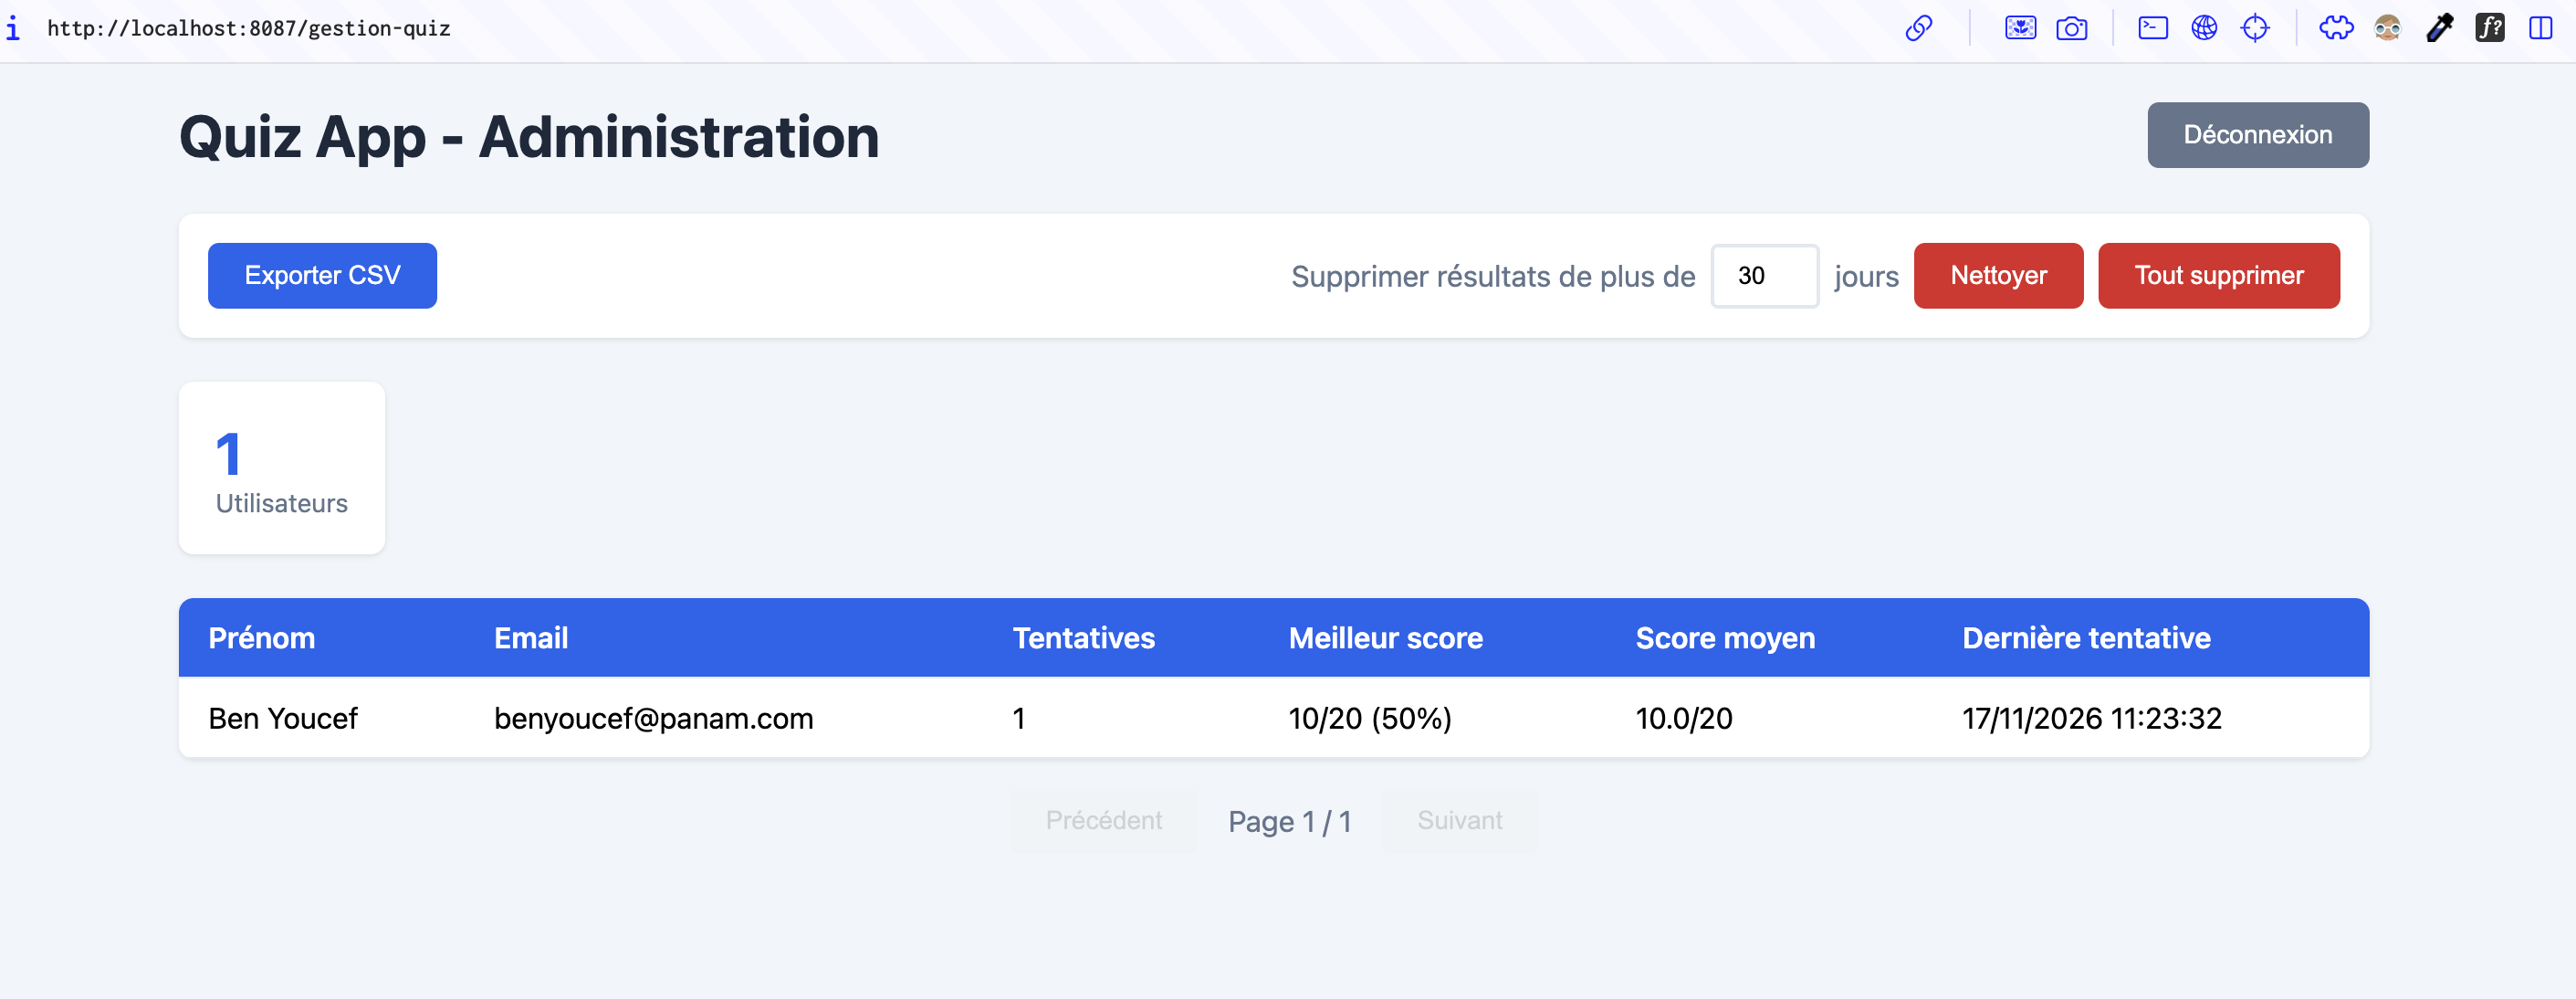 http://localhost:8087/gestion-quiz
Quiz App - Administration
Déconnexion
Exporter CSV
Supprimer résultats de plus de 30 jours Nettoyer Tout supprimer
1
Utilisateurs
Prénom Email Tentatives Meilleur score Score moyen Dernière tentative
Ben Youcef benyoucef@panam.com 1 10/20 (50%) 10.0/20 17/11/2026 11:23:32
Précédent Page 1 / 1 Suivant